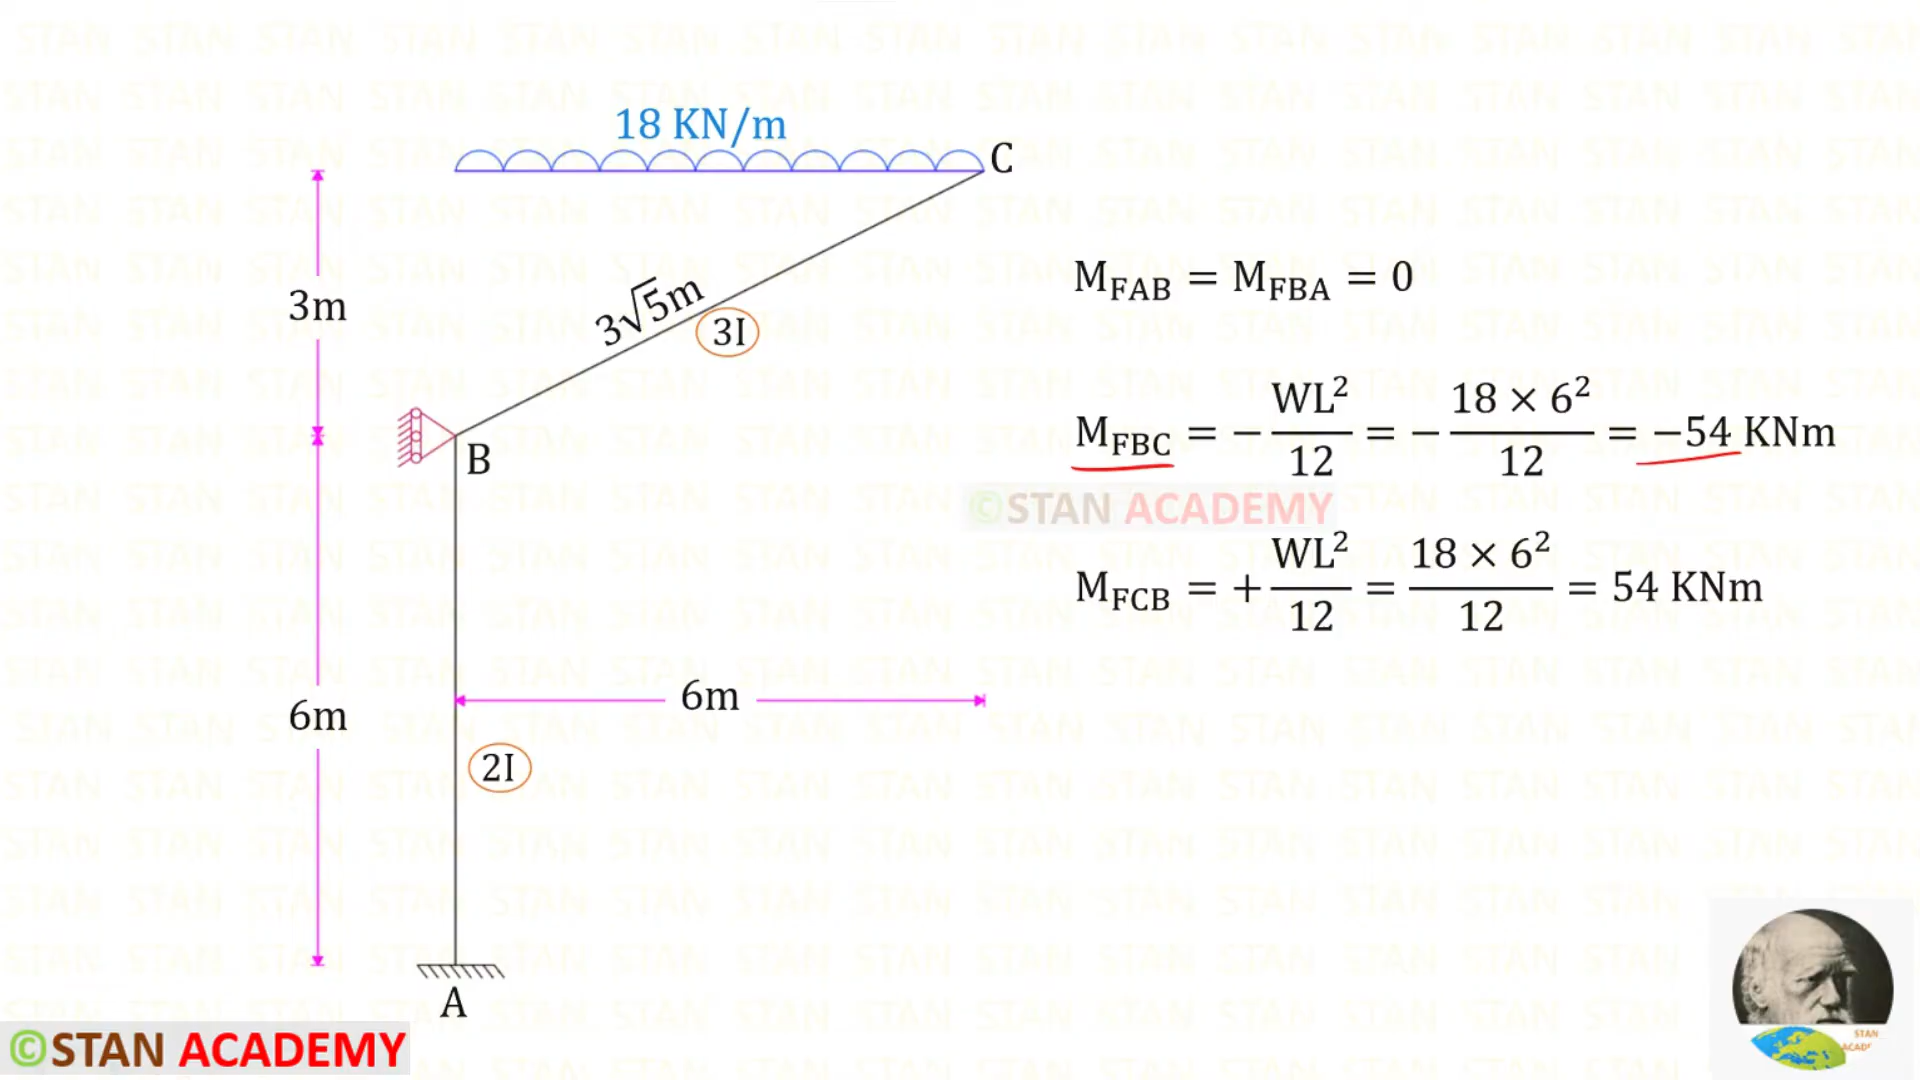 18 KN/m
C
3m
3√5m
3I
B
6m
6m
2I
A
M_FAB = M_FBA = 0
M_FBC = − WL²/12 = − (18 × 6²)/12 = −54 KNm
©STAN ACADEMY
M_FCB = + WL²/12 = (18 × 6²)/12 = 54 KNm
©STAN ACADEMY
STAN